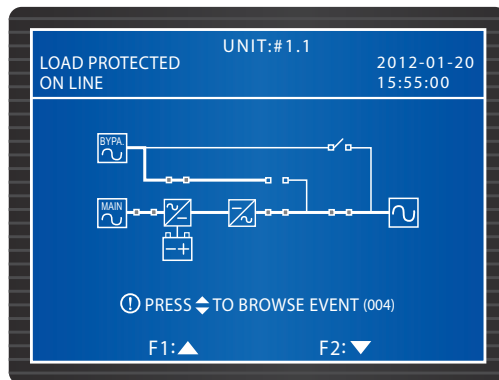 UNIT:#1.1
LOAD PROTECTED
ON LINE
2012-01-20
15:55:00
BYPA.
MAIN
PRESS TO BROWSE EVENT (004)
F1:
F2: